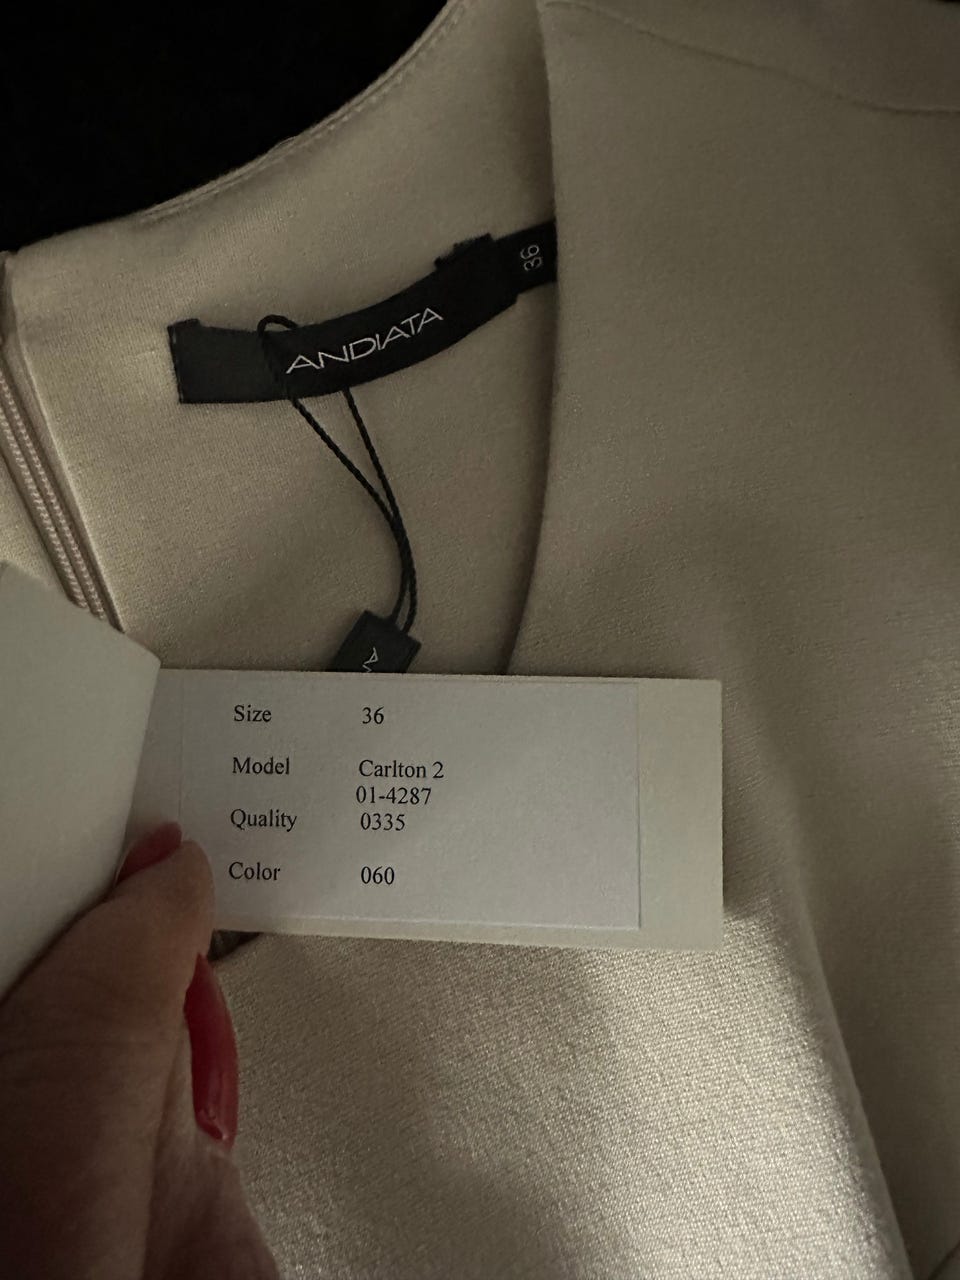 36
ANDIATA
Size 36
Model Carlton 2
01-4287
Quality 0335
Color 060